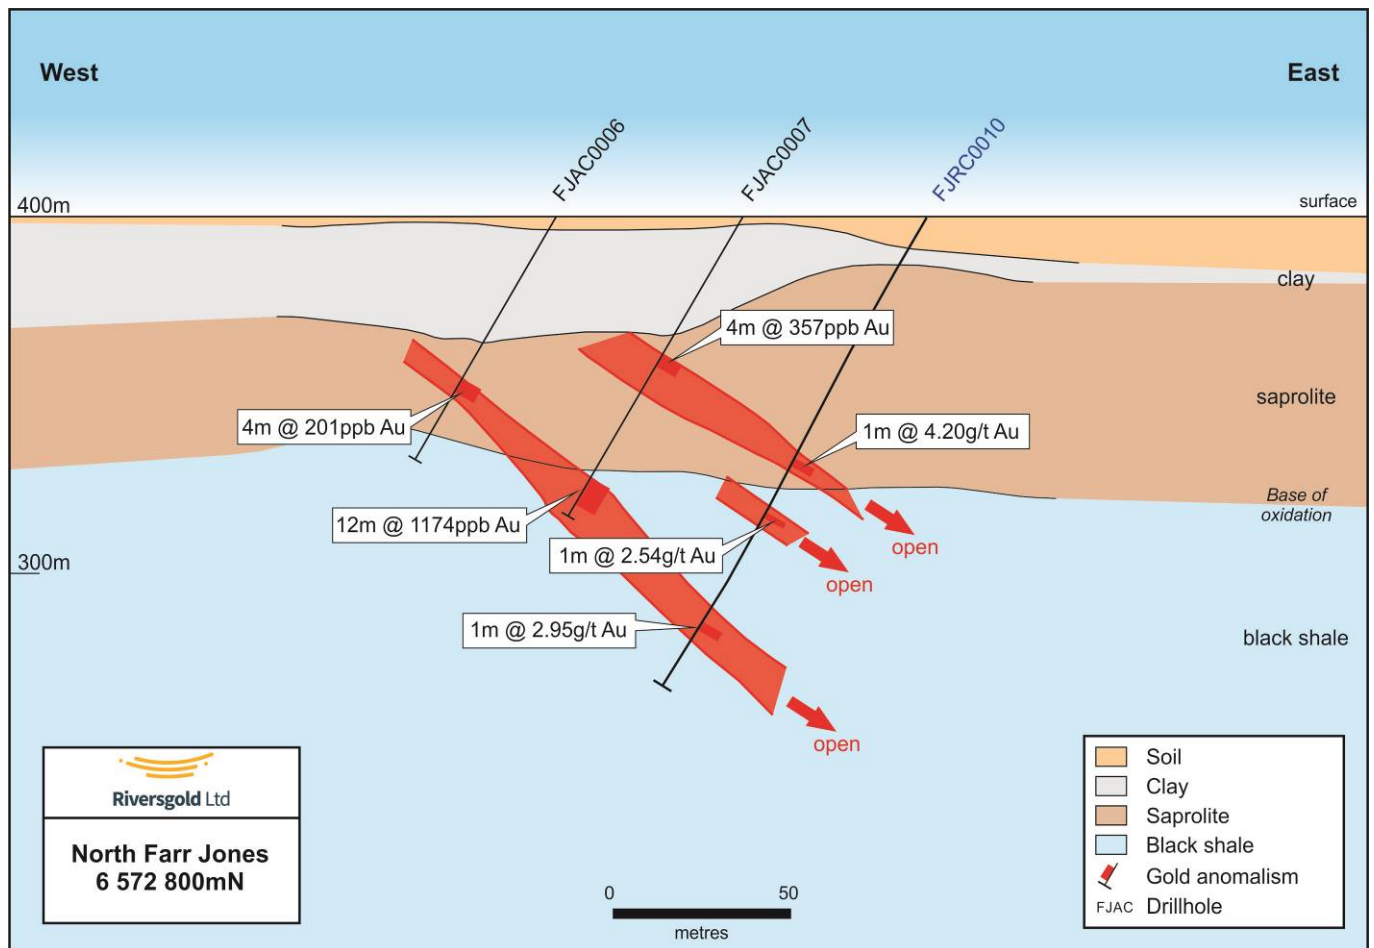 West
East
FJAC0006
FJAC0007
FJRC0010
400m
surface
clay
4m @ 357ppb Au
saprolite
4m @ 201ppb Au
1m @ 4.20g/t Au
Base of
oxidation
12m @ 1174ppb Au
1m @ 2.54g/t Au
open
300m
open
1m @ 2.95g/t Au
black shale
open
Riversgold Ltd
North Farr Jones
6 572 800mN
0 50
metres
Soil
Clay
Saprolite
Black shale
Gold anomalism
FJAC Drillhole